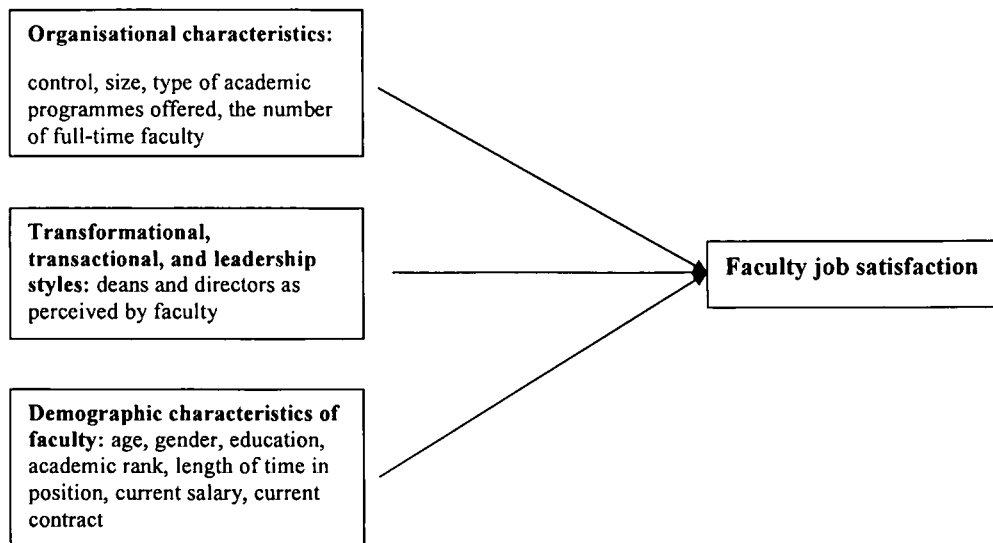 Organisational characteristics:
control, size, type of academic
programmes offered, the number
of full-time faculty
Transformational,
transactional, and leadership
styles: deans and directors as
perceived by faculty
Faculty job satisfaction
Demographic characteristics of
faculty: age, gender, education,
academic rank, length of time in
position, current salary, current
contract